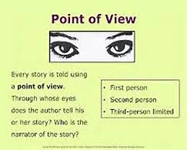 Point of View
Every story is told using
a point of view.
Through whose eyes
does the author tell his
or her story? Who is the
narrator of the story?
• First person
• Second person
• Third-person limited